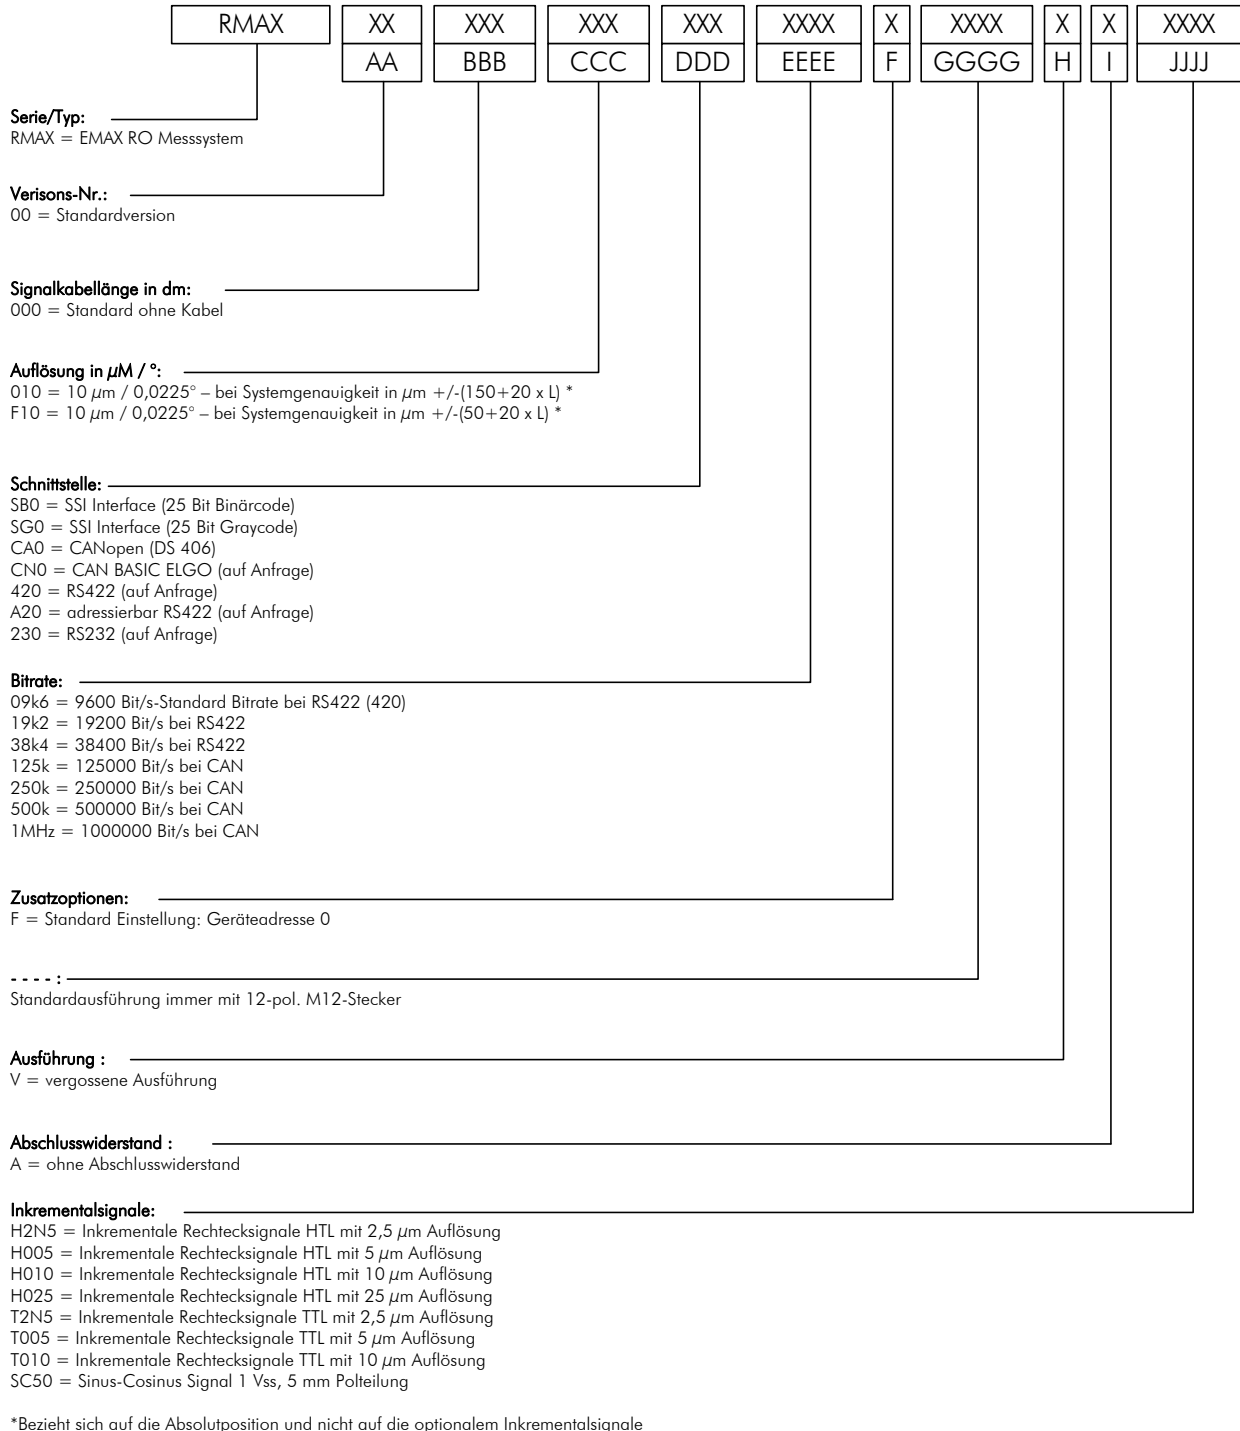 RMAX XX XXX XXX XXX XXXX X XXXX X X XXXX
AA BBB CCC DDD EEEE F GGGG H I JJJJ
Serie/Typ:
RMAX = EMAX RO Messsystem
Verisons-Nr.:
00 = Standardversion
Signalkabellänge in dm:
000 = Standard ohne Kabel
Auflösung in µM / °:
010 = 10 µm / 0,0225° – bei Systemgenauigkeit in µm +/-(150+20 x L) *
F10 = 10 µm / 0,0225° – bei Systemgenauigkeit in µm +/-(50+20 x L) *
Schnittstelle:
SB0 = SSI Interface (25 Bit Binärcode)
SG0 = SSI Interface (25 Bit Graycode)
CA0 = CANopen (DS 406)
CN0 = CAN BASIC ELGO (auf Anfrage)
420 = RS422 (auf Anfrage)
A20 = adressierbar RS422 (auf Anfrage)
230 = RS232 (auf Anfrage)
Bitrate:
09k6 = 9600 Bit/s-Standard Bitrate bei RS422 (420)
19k2 = 19200 Bit/s bei RS422
38k4 = 38400 Bit/s bei RS422
125k = 125000 Bit/s bei CAN
250k = 250000 Bit/s bei CAN
500k = 500000 Bit/s bei CAN
1MHz = 1000000 Bit/s bei CAN
Zusatzoptionen:
F = Standard Einstellung: Geräteadresse 0
- - - - :
Standardausführung immer mit 12-pol. M12-Stecker
Ausführung :
V = vergossene Ausführung
Abschlusswiderstand :
A = ohne Abschlusswiderstand
Inkrementalsignale:
H2N5 = Inkrementale Rechtecksignale HTL mit 2,5 µm Auflösung
H005 = Inkrementale Rechtecksignale HTL mit 5 µm Auflösung
H010 = Inkrementale Rechtecksignale HTL mit 10 µm Auflösung
H025 = Inkrementale Rechtecksignale HTL mit 25 µm Auflösung
T2N5 = Inkrementale Rechtecksignale TTL mit 2,5 µm Auflösung
T005 = Inkrementale Rechtecksignale TTL mit 5 µm Auflösung
T010 = Inkrementale Rechtecksignale TTL mit 10 µm Auflösung
SC50 = Sinus-Cosinus Signal 1 Vss, 5 mm Polteilung
*Bezieht sich auf die Absolutposition und nicht auf die optionalem Inkrementalsignale